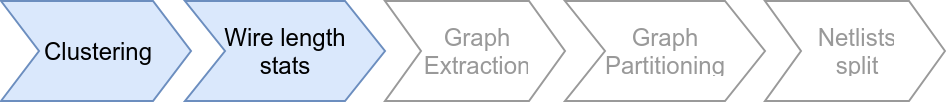 Clustering
Wire length
stats
Graph
Extraction
Graph
Partitioning
Netlists
split